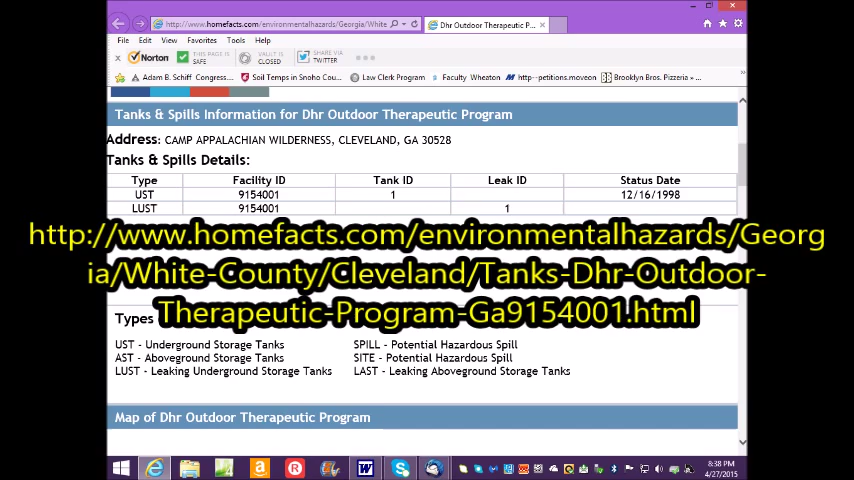 http://www.homefacts.com/environmentalhazards/Georgia/White
Dhr Outdoor Therapeutic P...
File Edit View Favorites Tools Help
Norton THIS PAGE IS SAFE VAULT IS CLOSED SHARE VIA TWITTER
Adam B. Schiff Congress.... Soil Temps in Snoho Cou... Law Clerk Program Faculty Wheaton http--petitions.moveon Brooklyn Bros. Pizzeria »
Tanks & Spills Information for Dhr Outdoor Therapeutic Program
Address: CAMP APPALACHIAN WILDERNESS, CLEVELAND, GA 30528
Tanks & Spills Details:
Type Facility ID Tank ID Leak ID Status Date
UST 9154001 1 12/16/1998
LUST 9154001 1
http://www.homefacts.com/environmentalhazards/Georg
ia/White-County/Cleveland/Tanks-Dhr-Outdoor-
Therapeutic-Program-Ga9154001.html
Types
UST - Underground Storage Tanks SPILL - Potential Hazardous Spill
AST - Aboveground Storage Tanks SITE - Potential Hazardous Spill
LUST - Leaking Underground Storage Tanks LAST - Leaking Aboveground Storage Tanks
Map of Dhr Outdoor Therapeutic Program
8:38 PM
4/27/2015